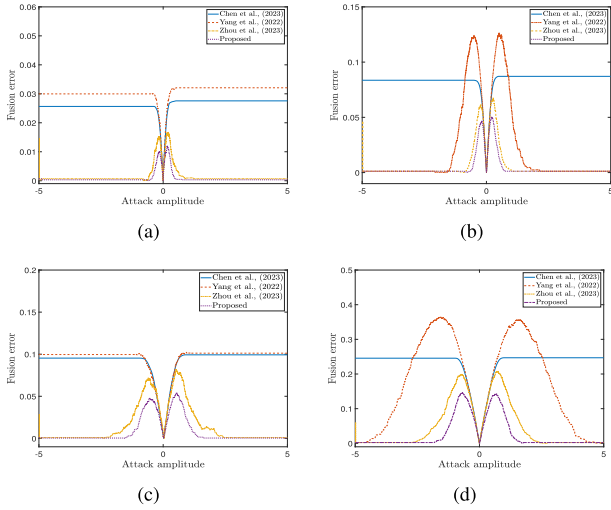 0.06
0.05
0.04
0.03
0.02
0.01
0
Fusion error
-5 0 5
Attack amplitude
Chen et al., (2023)
Yang et al., (2022)
Zhou et al., (2023)
Proposed
(a)
0.15
0.1
0.05
0
Fusion error
-5 0 5
Attack amplitude
Chen et al., (2023)
Yang et al., (2022)
Zhou et al., (2023)
Proposed
(b)
0.2
0.15
0.1
0.05
0
Fusion error
-5 0 5
Attack amplitude
Chen et al., (2023)
Yang et al., (2022)
Zhou et al., (2023)
Proposed
(c)
0.5
0.4
0.3
0.2
0.1
0
Fusion error
-5 0 5
Attack amplitude
Chen et al., (2023)
Yang et al., (2022)
Zhou et al., (2023)
Proposed
(d)